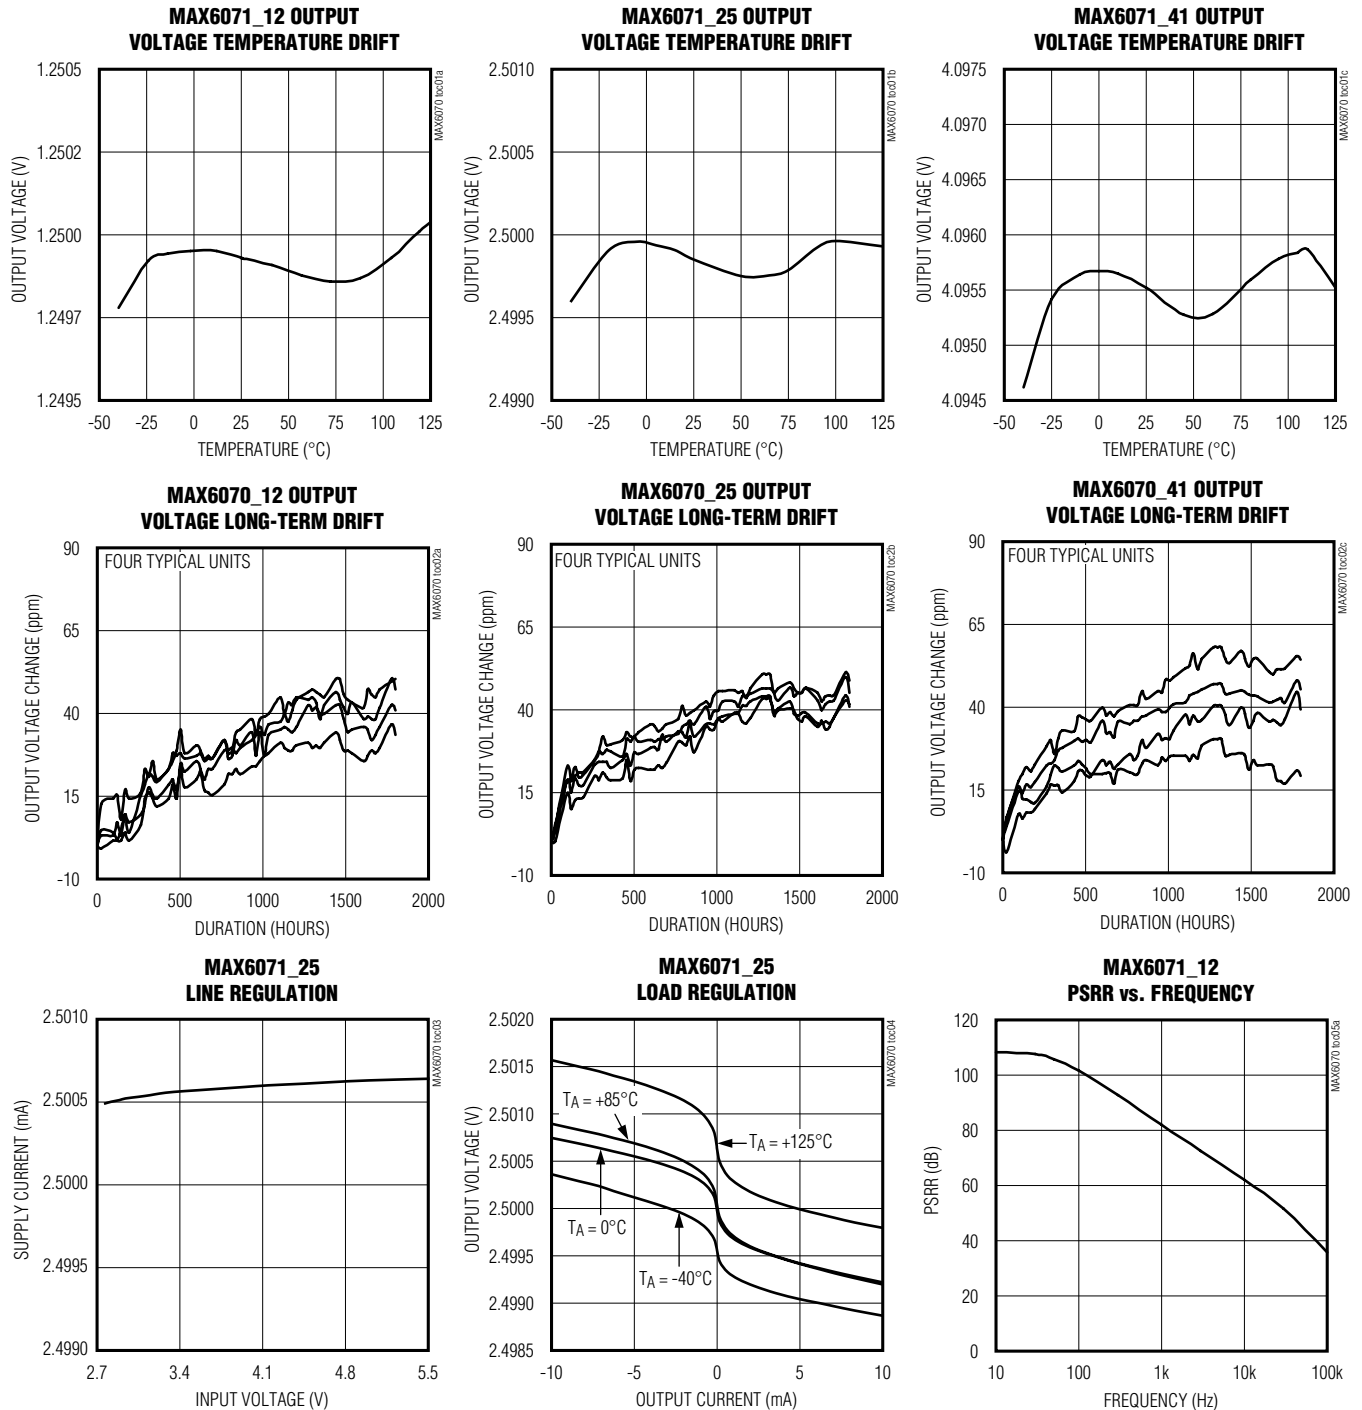 MAX6071_12 OUTPUT
VOLTAGE TEMPERATURE DRIFT
1.2505
1.2502
1.2500
1.2497
1.2495
OUTPUT VOLTAGE (V)
-50 -25 0 25 50 75 100 125
TEMPERATURE (°C)
MAX6070 toc01a
MAX6071_25 OUTPUT
VOLTAGE TEMPERATURE DRIFT
2.5010
2.5005
2.5000
2.4995
2.4990
OUTPUT VOLTAGE (V)
-50 -25 0 25 50 75 100 125
TEMPERATURE (°C)
MAX6070 toc01b
MAX6071_41 OUTPUT
VOLTAGE TEMPERATURE DRIFT
4.0975
4.0970
4.0965
4.0960
4.0955
4.0950
4.0945
OUTPUT VOLTAGE (V)
-50 -25 0 25 50 75 100 125
TEMPERATURE (°C)
MAX6070 toc01c
MAX6070_12 OUTPUT
VOLTAGE LONG-TERM DRIFT
FOUR TYPICAL UNITS
90
65
40
15
-10
OUTPUT VOLTAGE CHANGE (ppm)
0 500 1000 1500 2000
DURATION (HOURS)
MAX6070 toc02a
MAX6070_25 OUTPUT
VOLTAGE LONG-TERM DRIFT
FOUR TYPICAL UNITS
90
65
40
15
-10
OUTPUT VOLTAGE CHANGE (ppm)
0 500 1000 1500 2000
DURATION (HOURS)
MAX6070 toc2b
MAX6070_41 OUTPUT
VOLTAGE LONG-TERM DRIFT
FOUR TYPICAL UNITS
90
65
40
15
-10
OUTPUT VOLTAGE CHANGE (ppm)
0 500 1000 1500 2000
DURATION (HOURS)
MAX6070 toc02c
MAX6071_25
LINE REGULATION
2.5010
2.5005
2.5000
2.4995
2.4990
SUPPLY CURRENT (mA)
2.7 3.4 4.1 4.8 5.5
INPUT VOLTAGE (V)
MAX6070 toc03
MAX6071_25
LOAD REGULATION
2.5020
2.5015
2.5010
2.5005
2.5000
2.4995
2.4990
2.4985
OUTPUT VOLTAGE (V)
TA = +85°C
TA = +125°C
TA = 0°C
TA = -40°C
-10 -5 0 5 10
OUTPUT CURRENT (mA)
MAX6070 toc04
MAX6071_12
PSRR vs. FREQUENCY
120
100
80
60
40
20
0
PSRR (dB)
10 100 1k 10k 100k
FREQUENCY (Hz)
MAX6070 toc05a